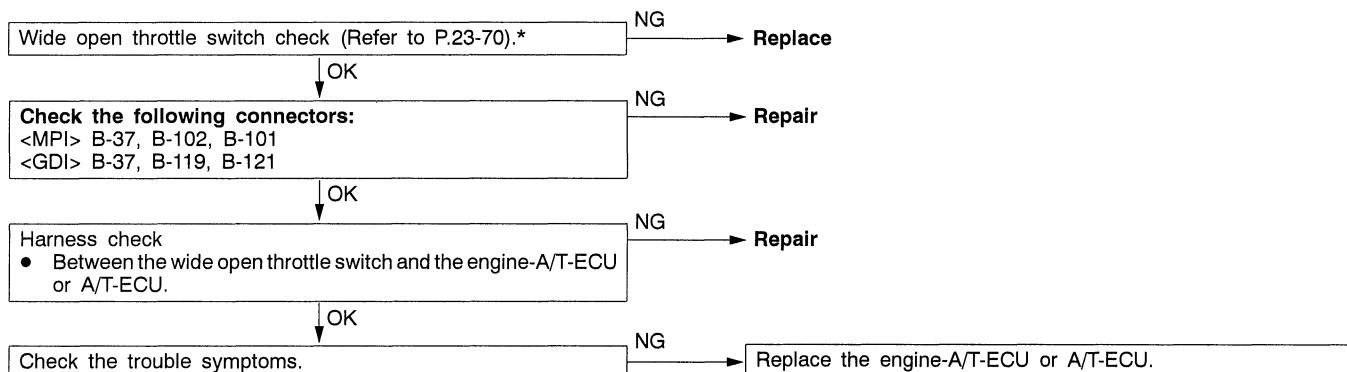 NG
Wide open throttle switch check (Refer to P.23-70).*
Replace
OK
NG
Check the following connectors:
Repair
<MPI> B-37, B-102, B-101
<GDI> B-37, B-119, B-121
OK
NG
Harness check
Repair
● Between the wide open throttle switch and the engine-A/T-ECU
or A/T-ECU.
OK
NG
Check the trouble symptoms.
Replace the engine-A/T-ECU or A/T-ECU.